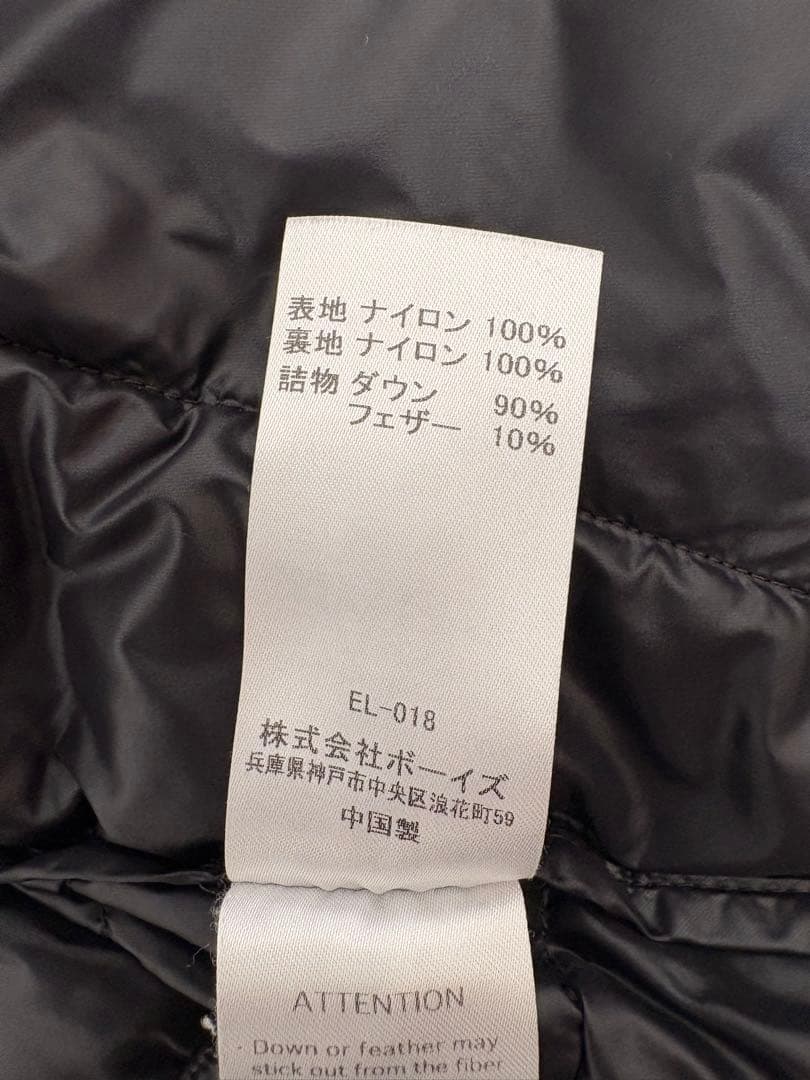 表地 ナイロン 100%
裏地 ナイロン 100%
詰物 ダウン 90%
フェザー 10%
EL-018
株式会社ボーイズ
兵庫県神戸市中央区浪花町59
中国製
ATTENTION
· Down or feather may
stick out from the fiber